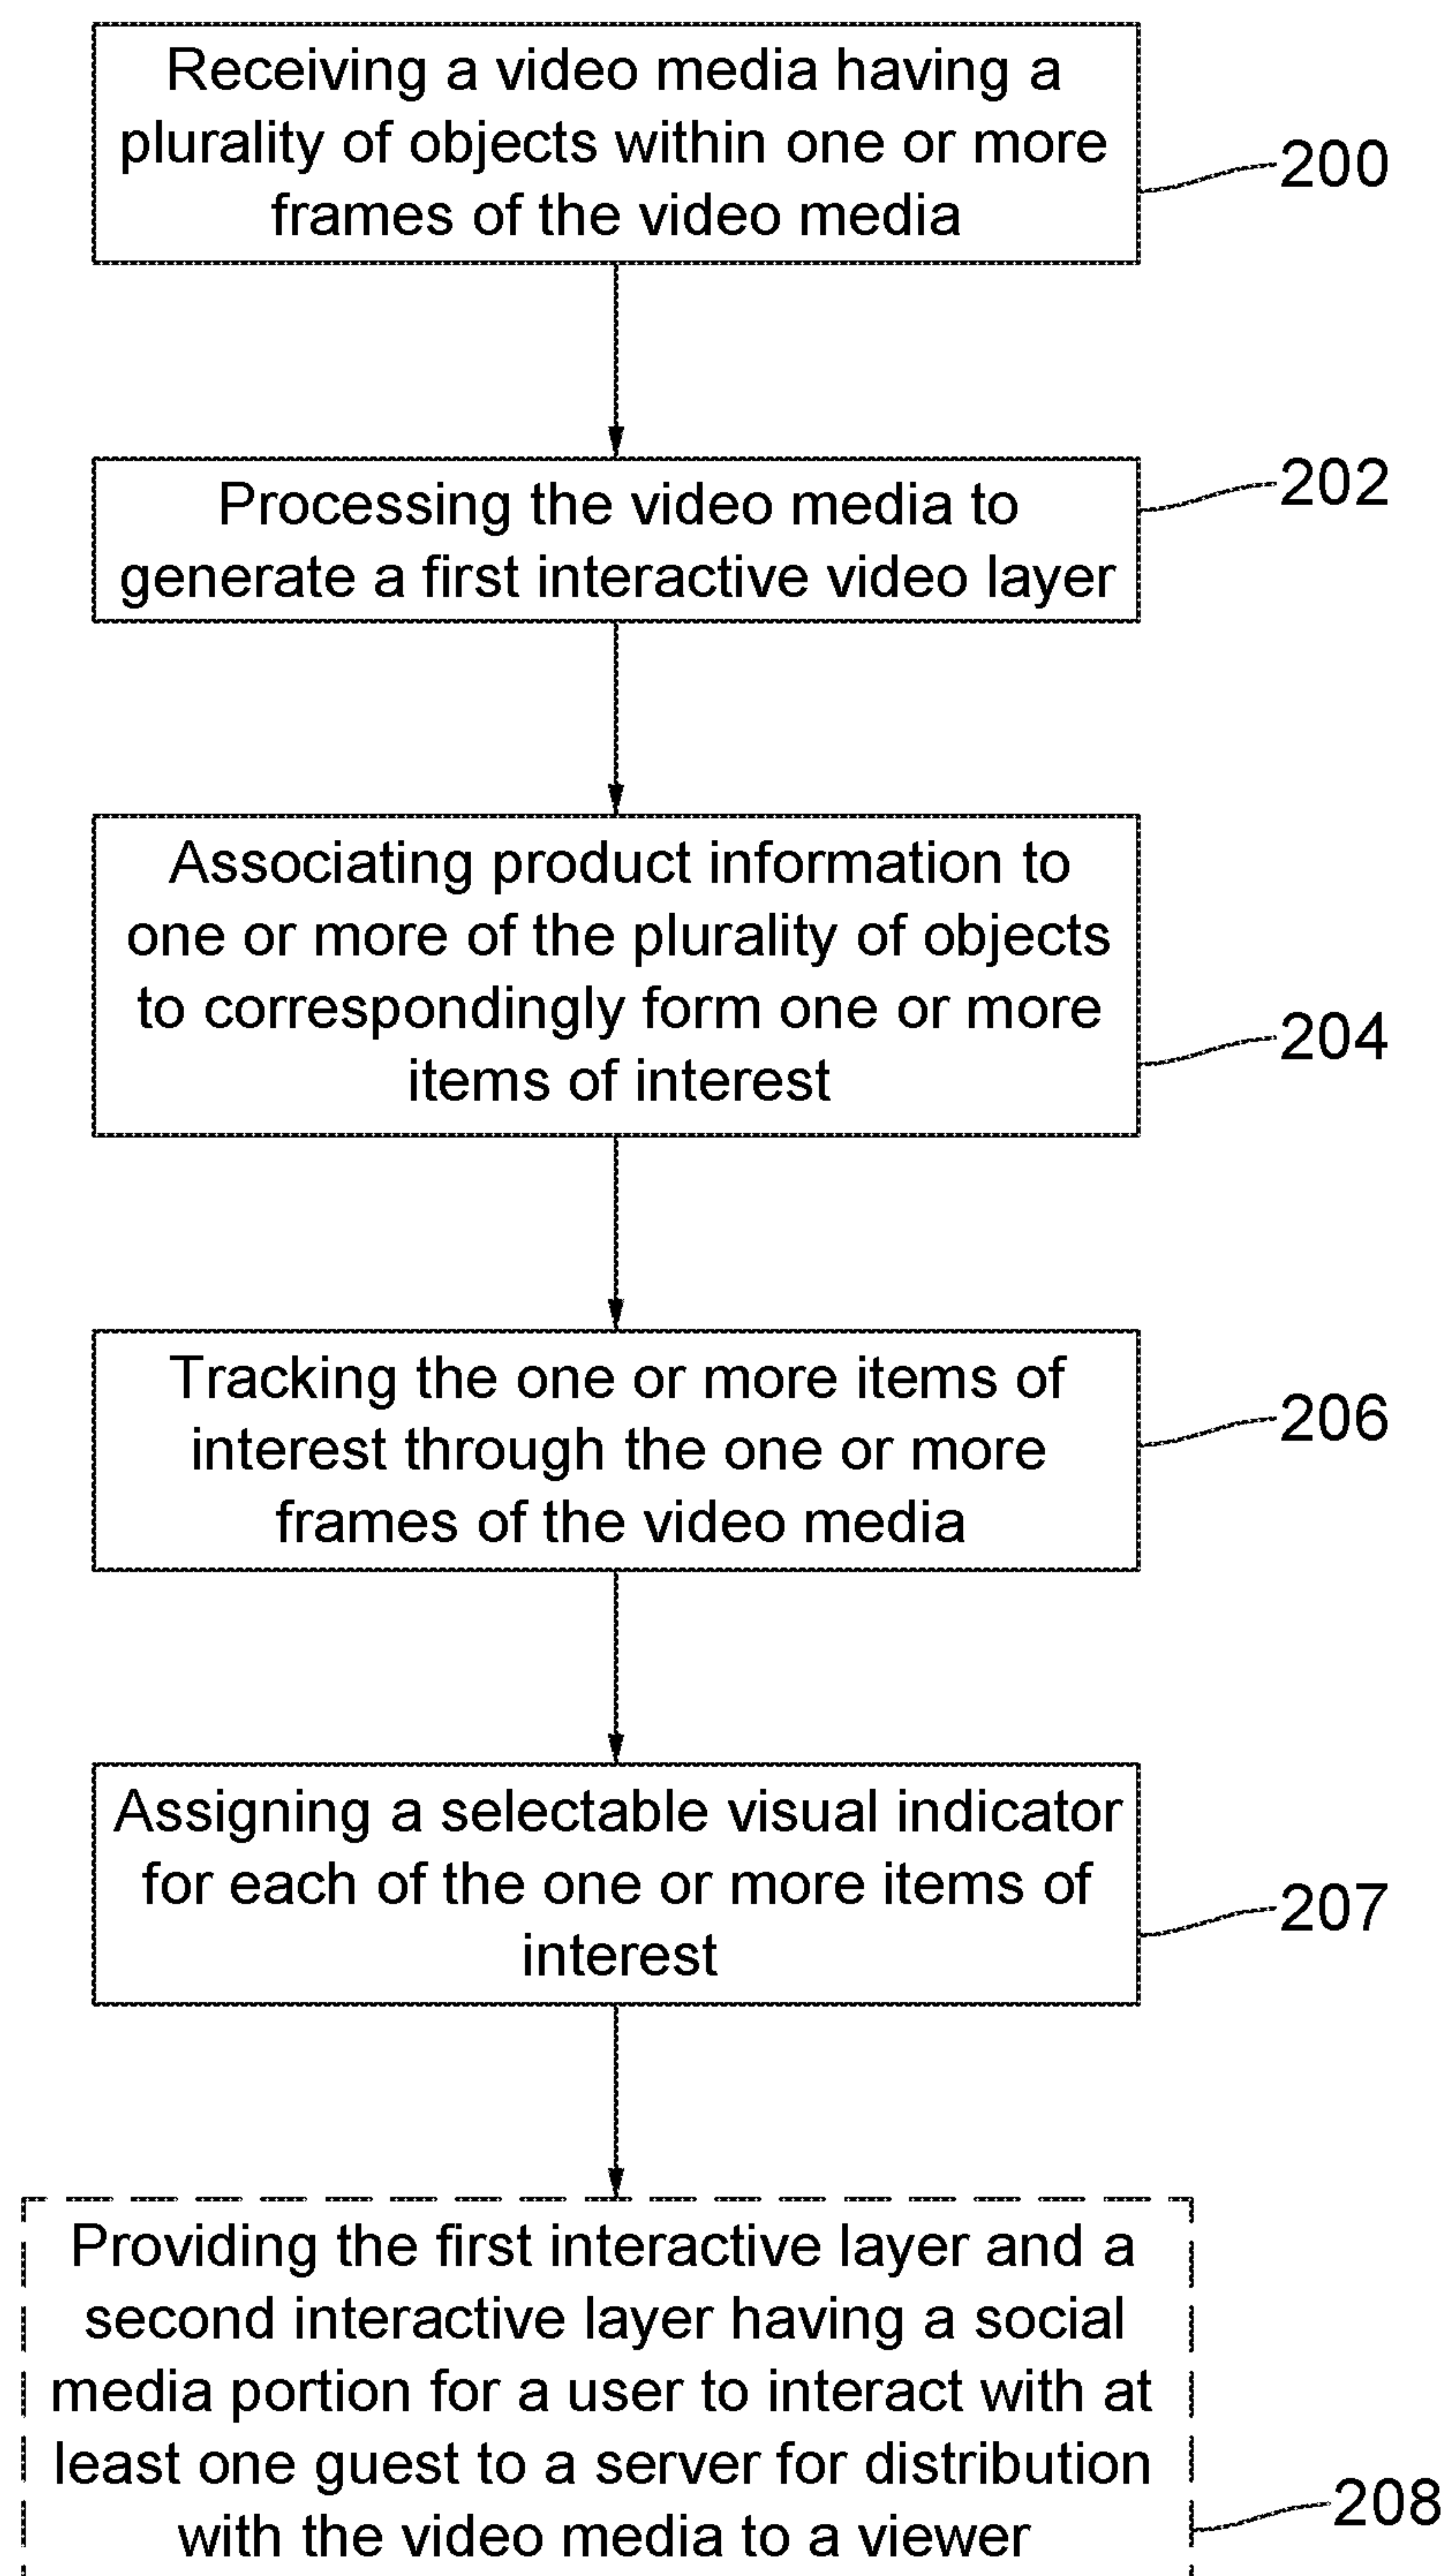 Receiving a video media having a
plurality of objects within one or more
frames of the video media
200
Processing the video media to
generate a first interactive video layer
202
Associating product information to
one or more of the plurality of objects
to correspondingly form one or more
items of interest
204
Tracking the one or more items of
interest through the one or more
frames of the video media
206
Assigning a selectable visual indicator
for each of the one or more items of
interest
207
Providing the first interactive layer and a
second interactive layer having a social
media portion for a user to interact with at
least one guest to a server for distribution
with the video media to a viewer
208